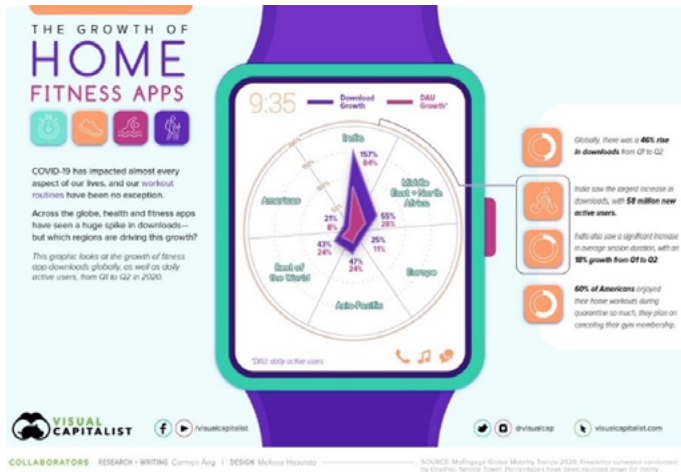 THE GROWTH OF
HOME
FITNESS APPS
COVID-19 has impacted almost every
aspect of our lives, and our workout
routines have been no exception.
Across the globe, health and fitness apps
have seen a huge spike in downloads—
but which regions are driving this growth?
This graphic looks at the growth of fitness
app downloads globally, as well as daily
active users, from Q1 to Q2 in 2020.
9:35
Download
Growth
DAU
Growth*
India
157%
84%
Middle
East + North
Africa
55%
Europe
25%
11%
Asia-Pacific
47%
24%
Rest of
the World
43%
24%
Americas
21%
8%
*DAU: daily active users
Globally, there was a 46% rise
in downloads from Q1 to Q2.
India saw the largest increase in
downloads, with 58 million new
active users.
India also saw a significant increase
in average session duration, with an
18% growth from Q1 to Q2
60% of Americans enjoyed
their home workouts during
quarantine so much, they plan on
canceling their gym membership.
VISUAL
CAPITALIST
/visualcapitalist
@visualcap
visualcapitalist.com
COLLABORATORS RESEARCH + WRITING Carmen Ang | DESIGN Melissa Haavisto
SOURCE: MoEngage Global Mobility Trends 2020,